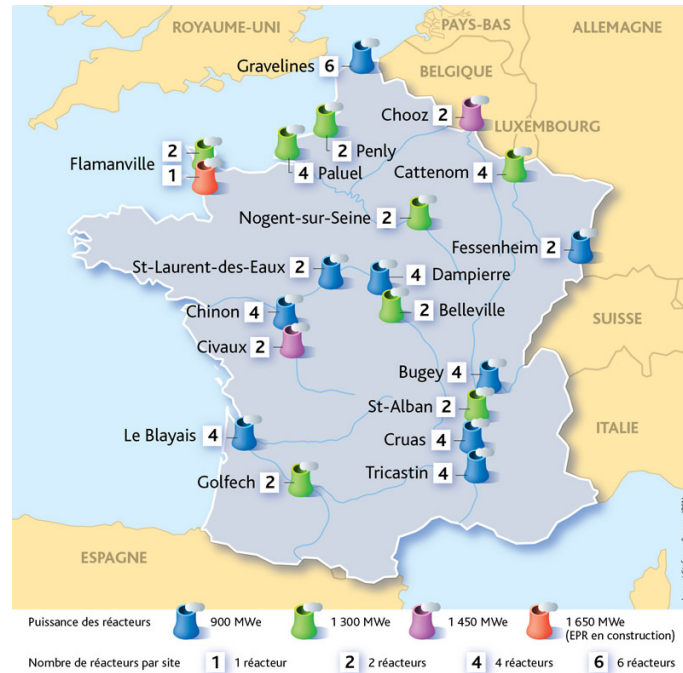 ROYAUME-UNI
PAYS-BAS
ALLEMAGNE
Gravelines 6
BELGIQUE
Chooz 2
LUXEMBOURG
2 Penly
Flamanville 2
1
4 Paluel
Cattenom 4
Nogent-sur-Seine 2
Fessenheim 2
St-Laurent-des-Eaux 2
4 Dampierre
Chinon 4
2 Belleville
SUISSE
Civaux 2
Bugey 4
St-Alban 2
ITALIE
Le Blayais 4
Cruas 4
Tricastin 4
Golfech 2
ESPAGNE
Puissance des réacteurs 900 MWe 1 300 MWe 1 450 MWe 1 650 MWe
(EPR en construction)
Nombre de réacteurs par site 1 1 réacteur 2 2 réacteurs 4 4 réacteurs 6 6 réacteurs